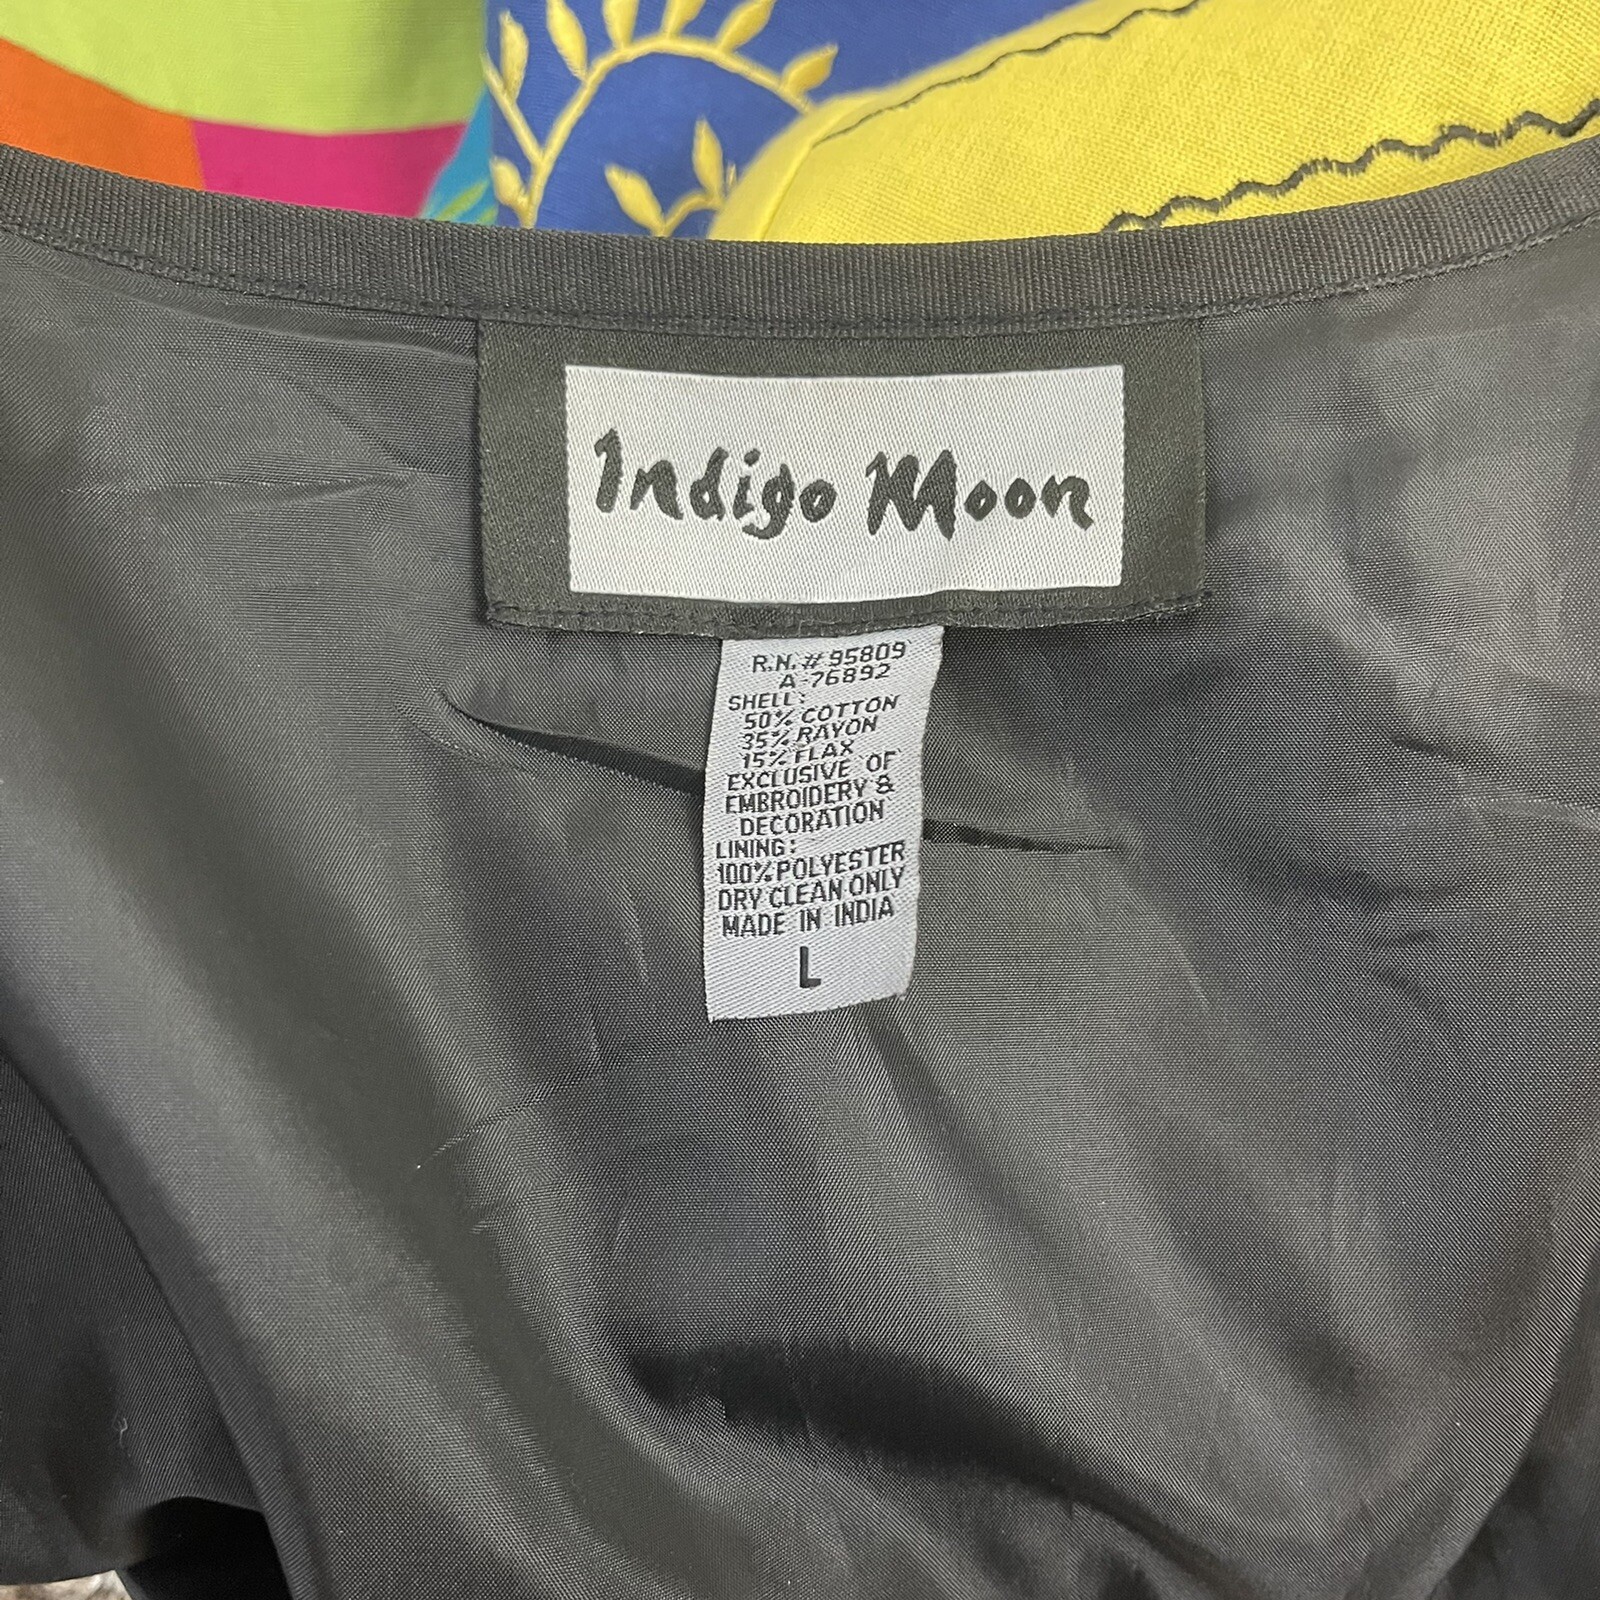 Indigo Moon
R.N. # 95809
A-76892
SHELL:
50% COTTON
35% RAYON
15% FLAX
EXCLUSIVE OF
EMBROIDERY &
DECORATION
LINING:
100% POLYESTER
DRY CLEAN ONLY
MADE IN INDIA
L